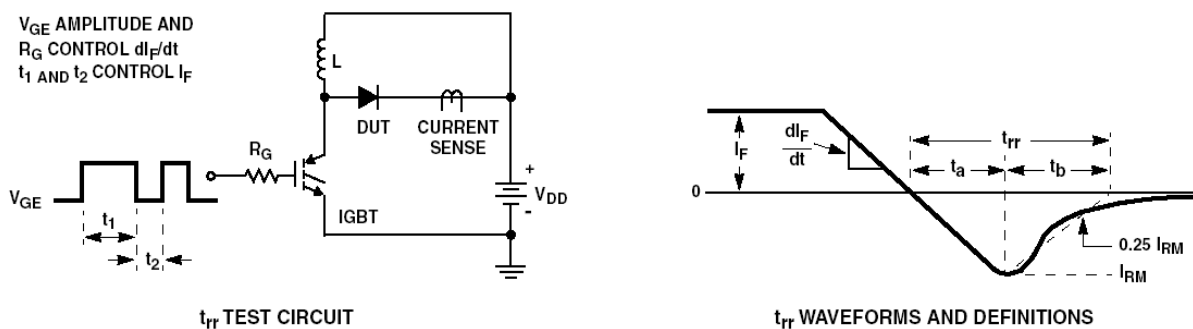 VGE AMPLITUDE AND
RG CONTROL dIF/dt
t1 AND t2 CONTROL IF
L
DUT
CURRENT
SENSE
RG
VGE
t1
t2
IGBT
+
VDD
-
trr TEST CIRCUIT
IF
dIF
dt
trr
ta
tb
0
0.25 IRM
IRM
trr WAVEFORMS AND DEFINITIONS